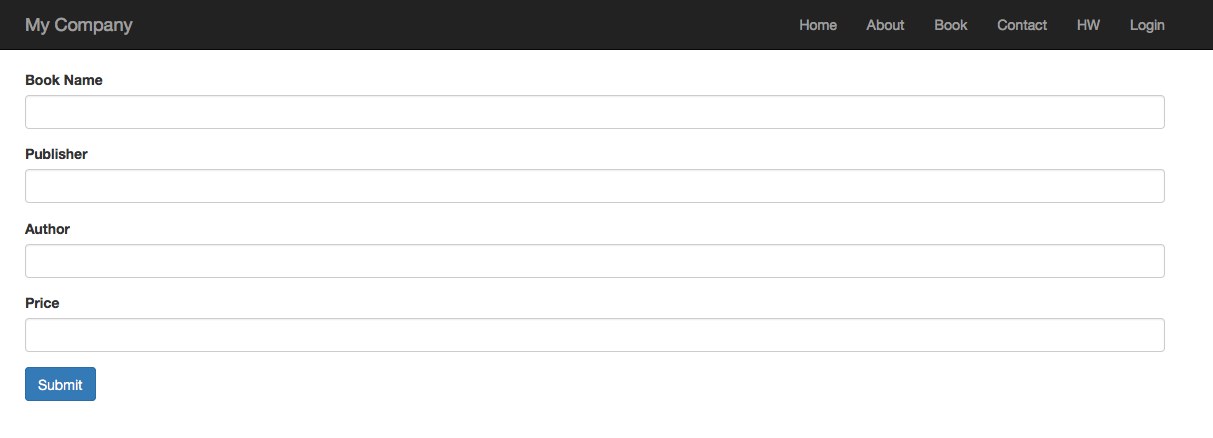 My Company Home About Book Contact HW Login
Book Name
Publisher
Author
Price
Submit